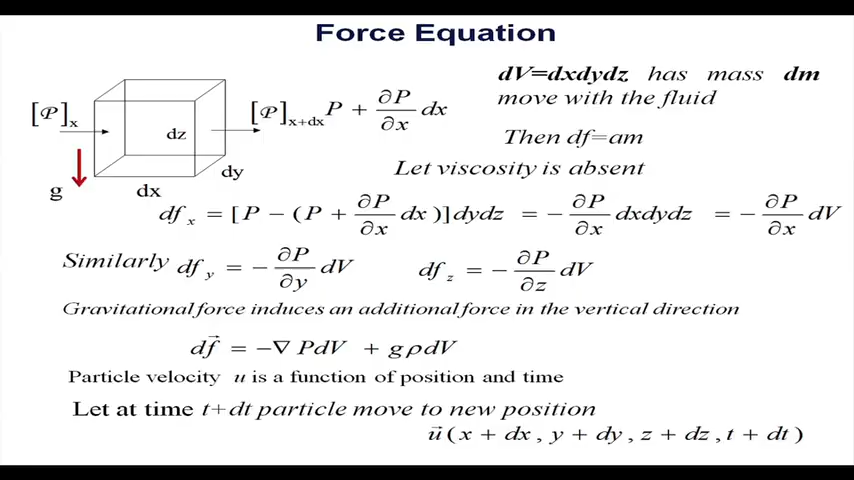 Force Equation
dV=dxdydz has mass dm
move with the fluid
[𝒫]x
[𝒫]x+dx P + ∂P/∂x dx
dz
Then df=am
dy
Let viscosity is absent
g
dx
df x = [P − (P + ∂P/∂x dx)]dydz = − ∂P/∂x dxdydz = − ∂P/∂x dV
Similarly df y = − ∂P/∂y dV df z = − ∂P/∂z dV
Gravitational force induces an additional force in the vertical direction
df⃗ = −∇ PdV + gρdV
Particle velocity u is a function of position and time
Let at time t+dt particle move to new position
u⃗(x + dx, y + dy, z + dz, t + dt)